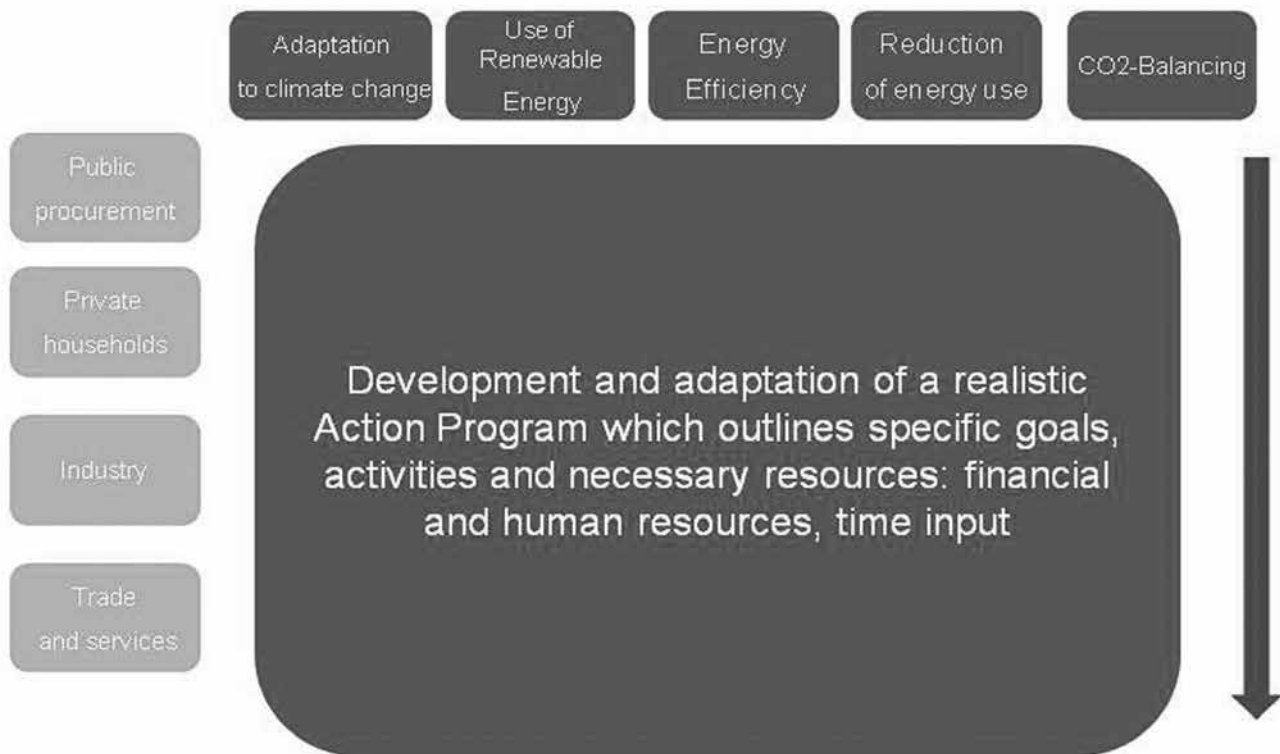 Adaptation
to climate change
Use of
Renewable
Energy
Energy
Efficiency
Reduction
of energy use
CO2-Balancing
Public
procurement
Private
households
Industry
Trade
and services
Development and adaptation of a realistic
Action Program which outlines specific goals,
activities and necessary resources: financial
and human resources, time input